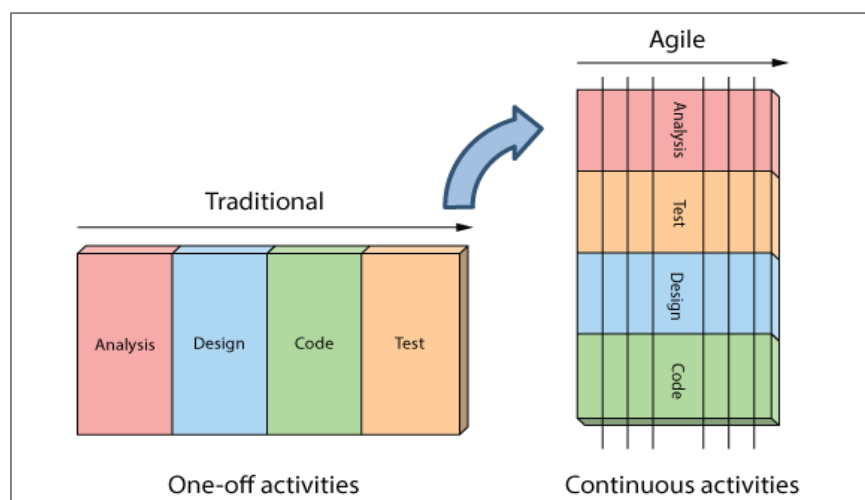 Traditional
Analysis
Design
Code
Test
One-off activities
Agile
Analysis
Test
Design
Code
Continuous activities